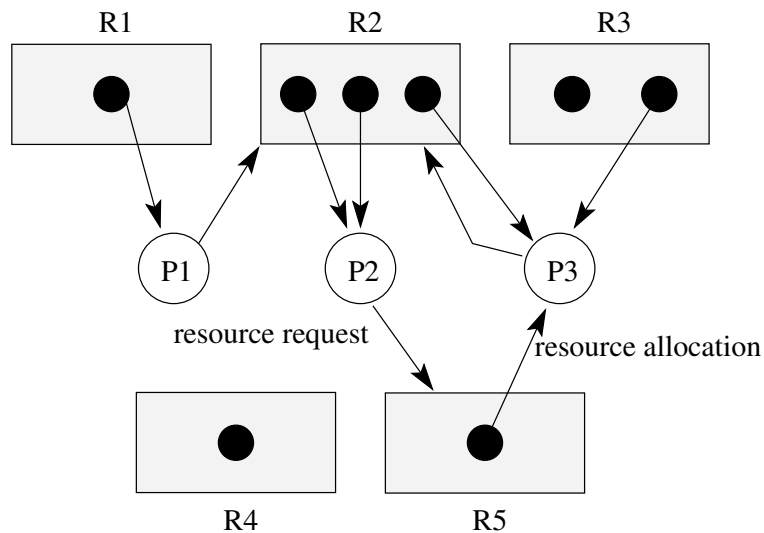 R1
R2
R3
P1
P2
P3
resource request
resource allocation
R4
R5